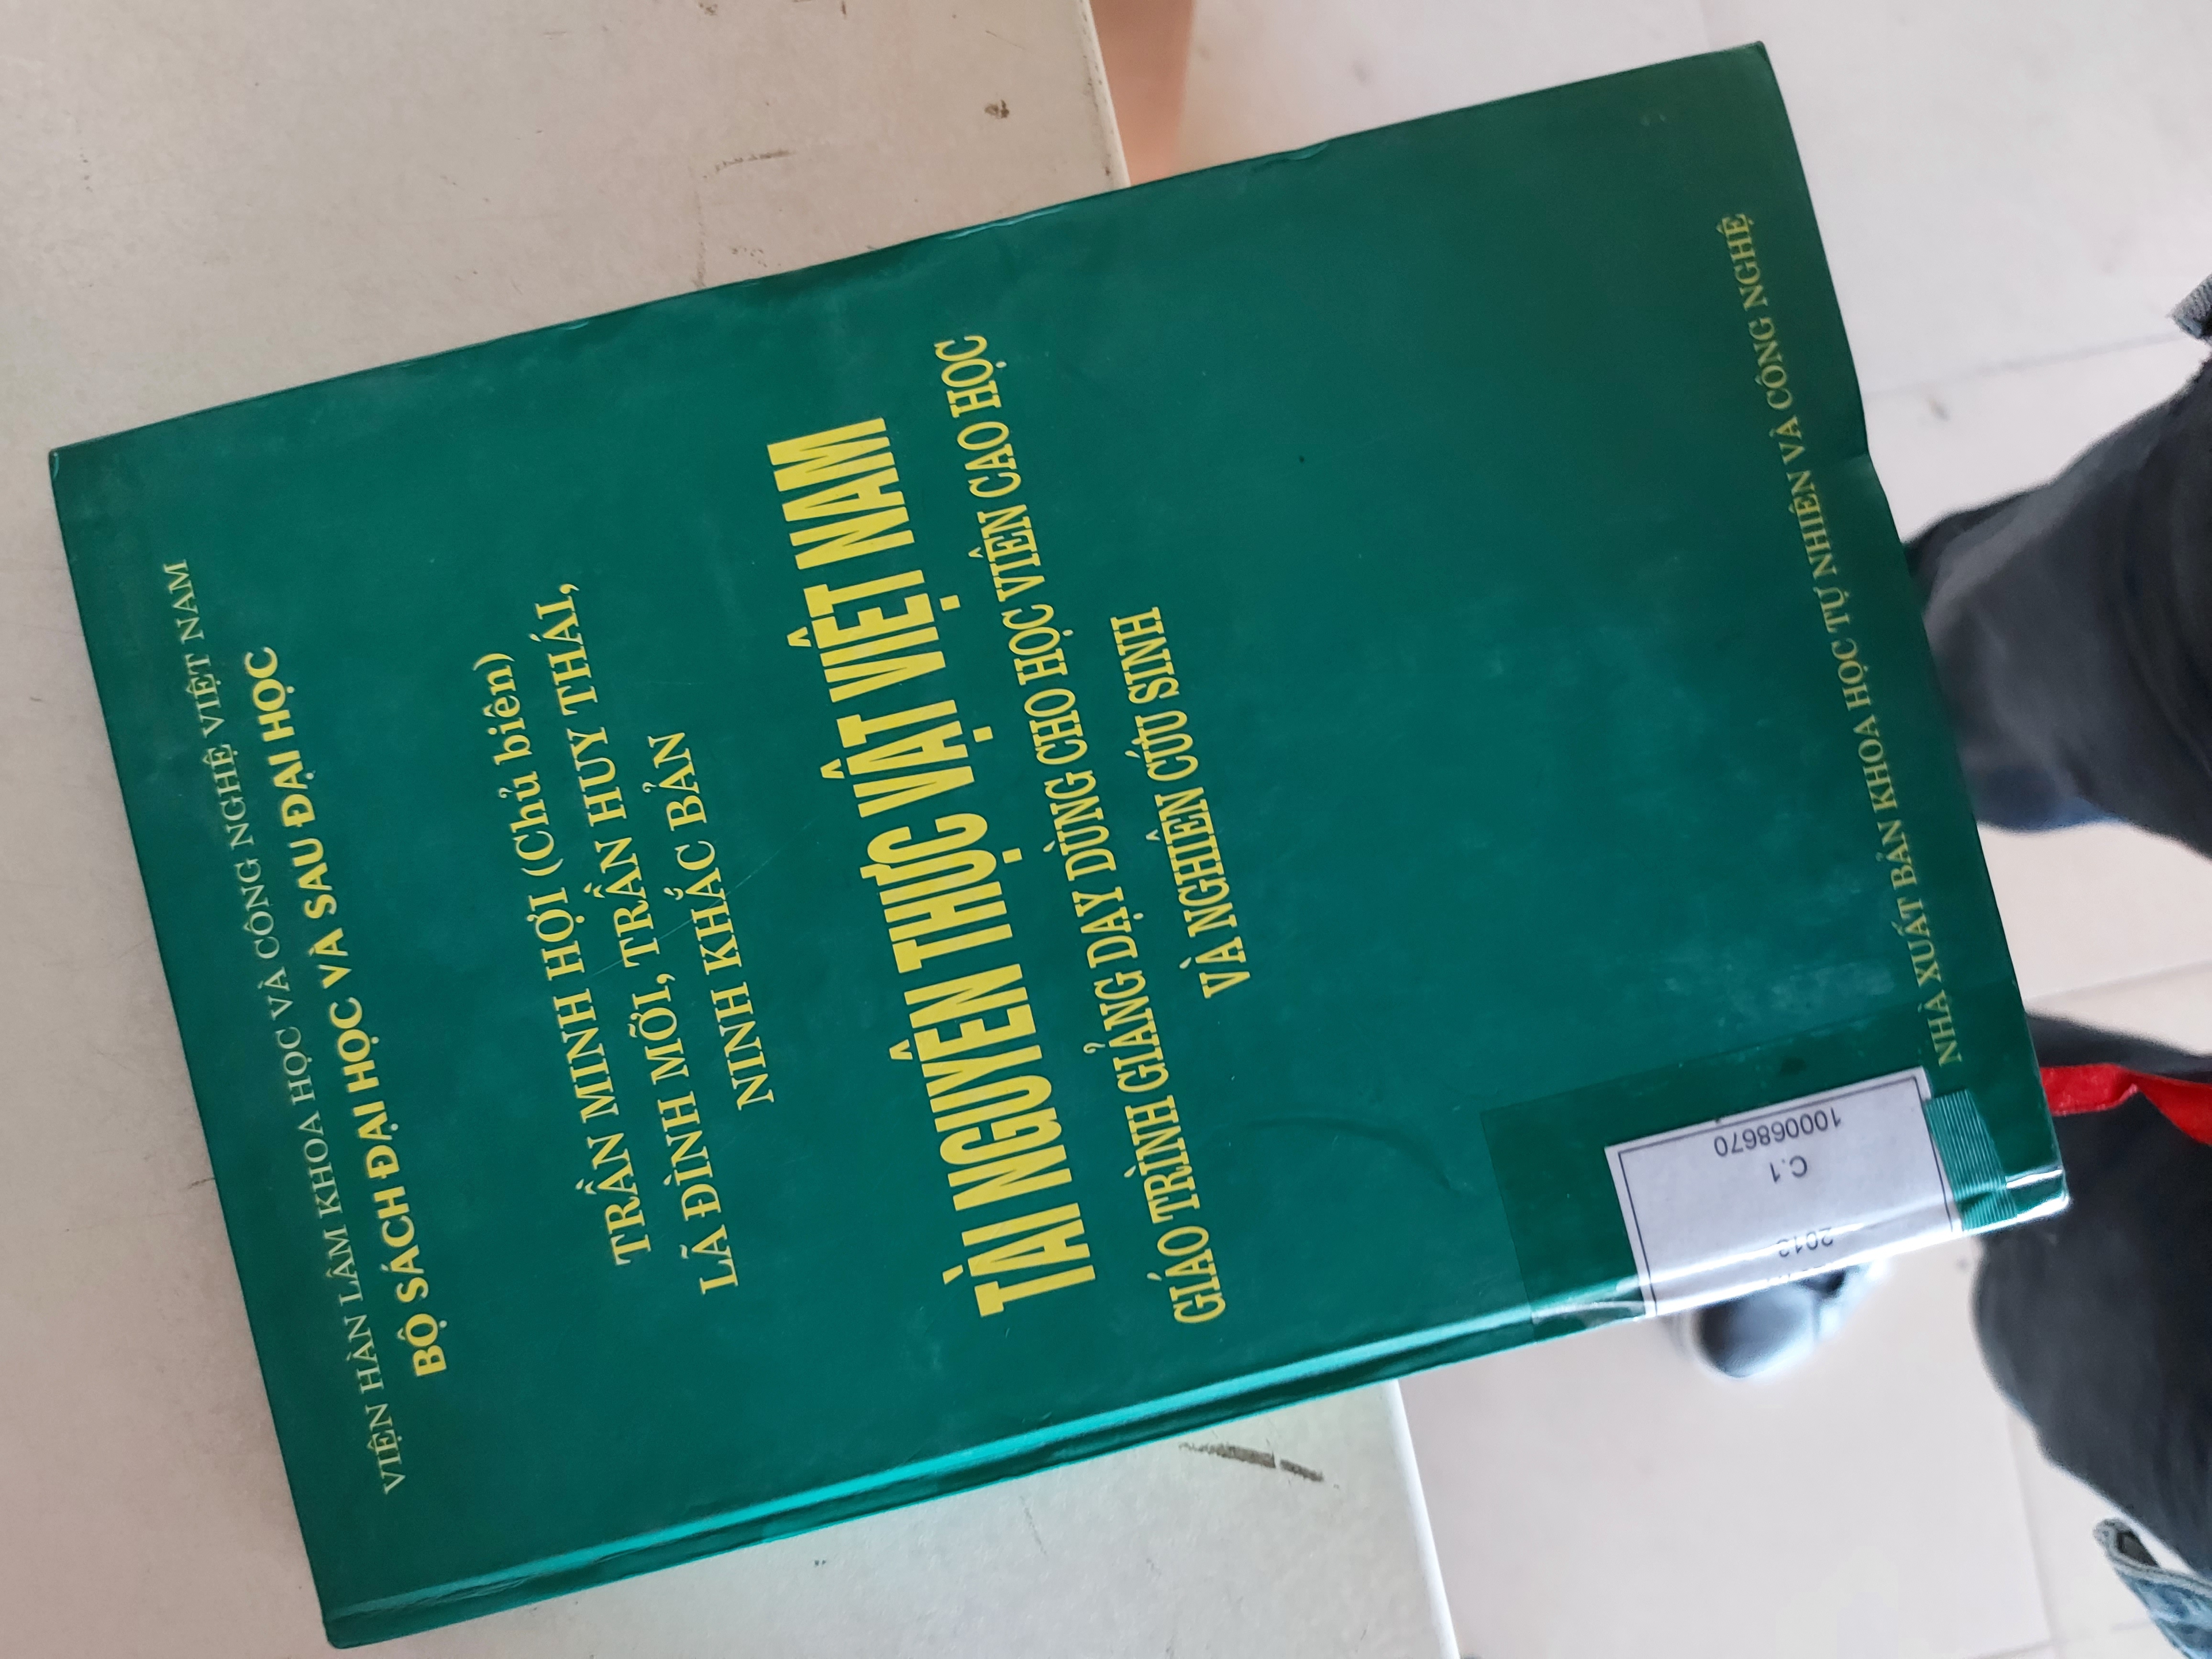 VIỆN HÀN LÂM KHOA HỌC VÀ CÔNG NGHỆ VIỆT NAM
BỘ SÁCH ĐẠI HỌC VÀ SAU ĐẠI HỌC
TRẦN MINH HỢI (Chủ biên)
LÃ ĐÌNH MỠI, TRẦN HUY THÁI,
NINH KHẮC BẢN
TÀI NGUYÊN THỰC VẬT VIỆT NAM
GIÁO TRÌNH GIẢNG DẠY DÙNG CHO HỌC VIÊN CAO HỌC
VÀ NGHIÊN CỨU SINH
2013
C.1
100068670
NHÀ XUẤT BẢN KHOA HỌC TỰ NHIÊN VÀ CÔNG NGHỆ